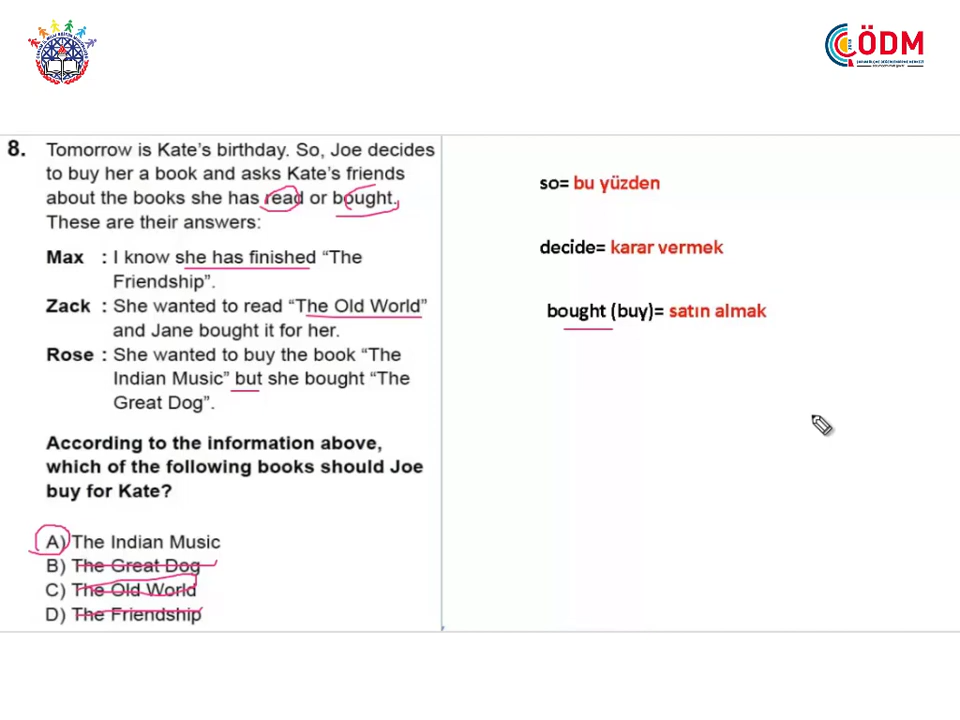 ÖDM
8. Tomorrow is Kate's birthday. So, Joe decides
to buy her a book and asks Kate's friends
about the books she has read or bought.
These are their answers:
Max : I know she has finished “The
Friendship”.
Zack : She wanted to read “The Old World”
and Jane bought it for her.
Rose : She wanted to buy the book “The
Indian Music” but she bought “The
Great Dog”.
According to the information above,
which of the following books should Joe
buy for Kate?
A) The Indian Music
B) The Great Dog
C) The Old World
D) The Friendship
so= bu yüzden
decide= karar vermek
bought (buy)= satın almak